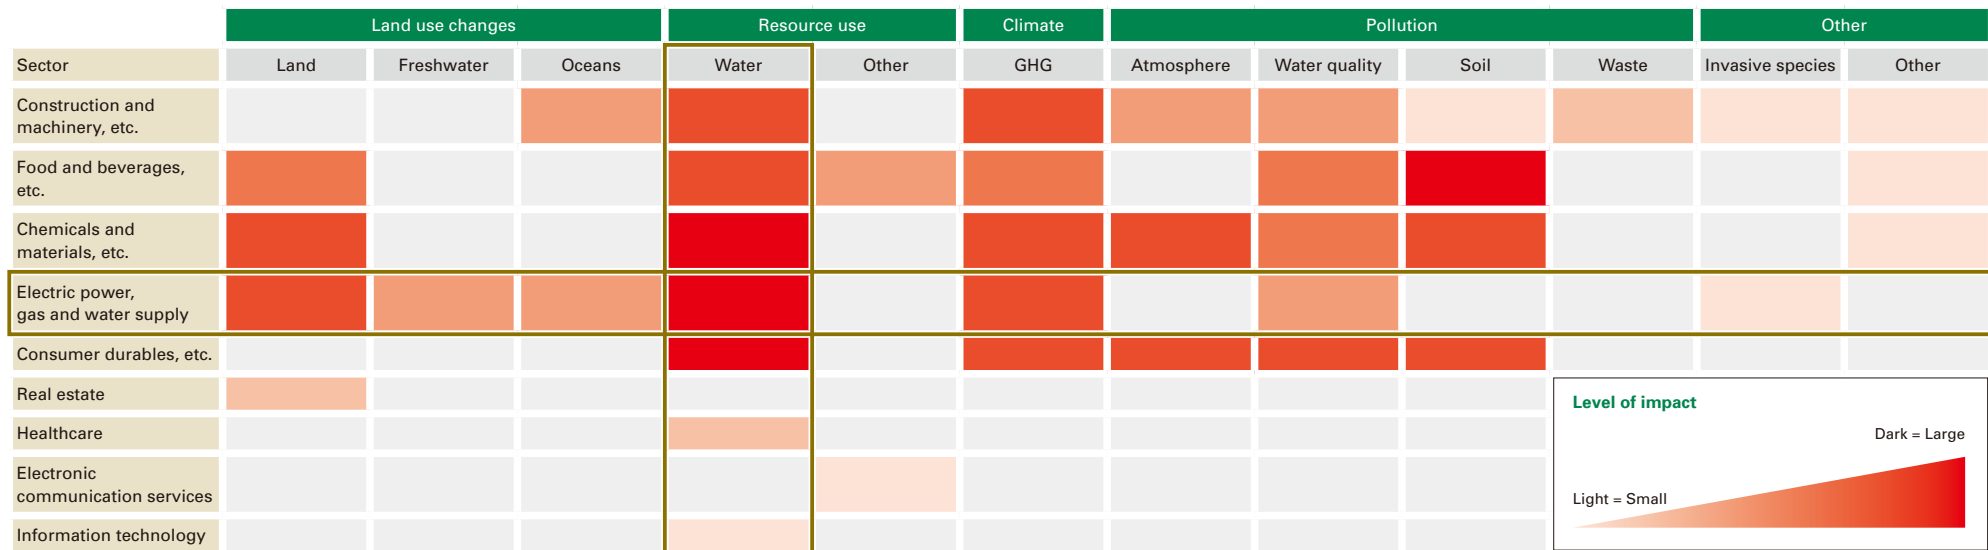 Land use changes
Resource use
Climate
Pollution
Other
Sector
Land
Freshwater
Oceans
Water
Other
GHG
Atmosphere
Water quality
Soil
Waste
Invasive species
Other
Construction and
machinery, etc.
Food and beverages,
etc.
Chemicals and
materials, etc.
Electric power,
gas and water supply
Consumer durables, etc.
Real estate
Healthcare
Electronic
communication services
Information technology
Level of impact
Dark = Large
Light = Small